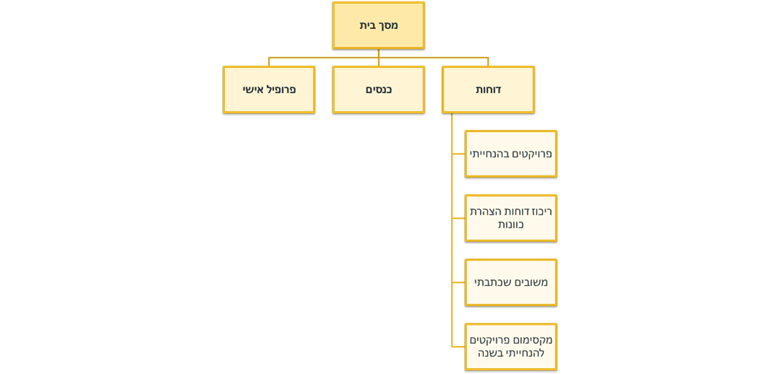 מסך בית
דוחות
כנסים
פרופיל אישי
פרויקטים בהנחייתי
ריכוז דוחות הצהרת
כוונות
משובים שכתבתי
מקסימום פרויקטים
להנחייתי בשנה